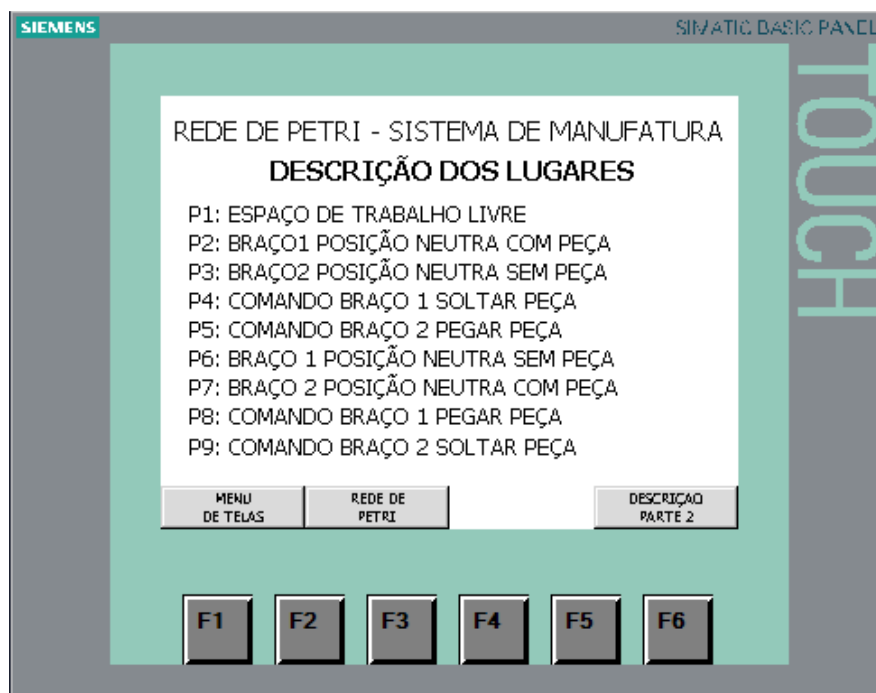 SIEMENS
SIMATIC BASIC PANEL
TOUCH
REDE DE PETRI - SISTEMA DE MANUFATURA
DESCRIÇÃO DOS LUGARES
P1: ESPAÇO DE TRABALHO LIVRE
P2: BRAÇO1 POSIÇÃO NEUTRA COM PEÇA
P3: BRAÇO2 POSIÇÃO NEUTRA SEM PEÇA
P4: COMANDO BRAÇO 1 SOLTAR PEÇA
P5: COMANDO BRAÇO 2 PEGAR PEÇA
P6: BRAÇO 1 POSIÇÃO NEUTRA SEM PEÇA
P7: BRAÇO 2 POSIÇÃO NEUTRA COM PEÇA
P8: COMANDO BRAÇO 1 PEGAR PEÇA
P9: COMANDO BRAÇO 2 SOLTAR PEÇA
MENU
DE TELAS
REDE DE
PETRI
DESCRIÇÃO
PARTE 2
F1 F2 F3 F4 F5 F6